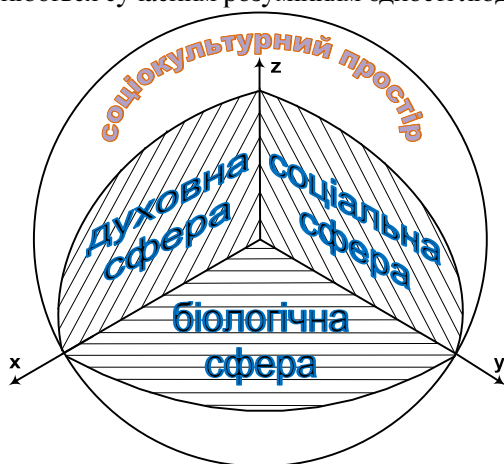 соціокультурний простір
z
духовна
сфера
соціальна
сфера
біологічна
сфера
x
y